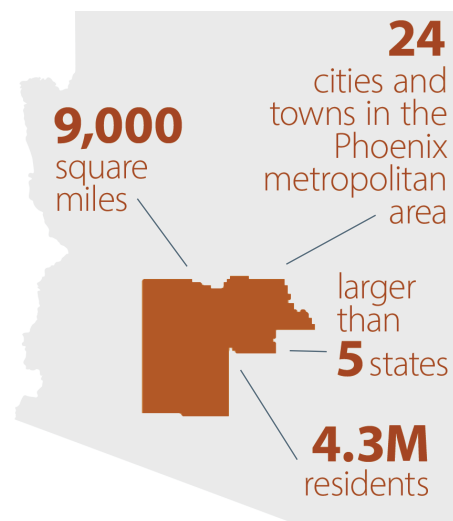 24
cities and
towns in the
Phoenix
metropolitan
area
9,000
square
miles
larger
than
5 states
4.3M
residents